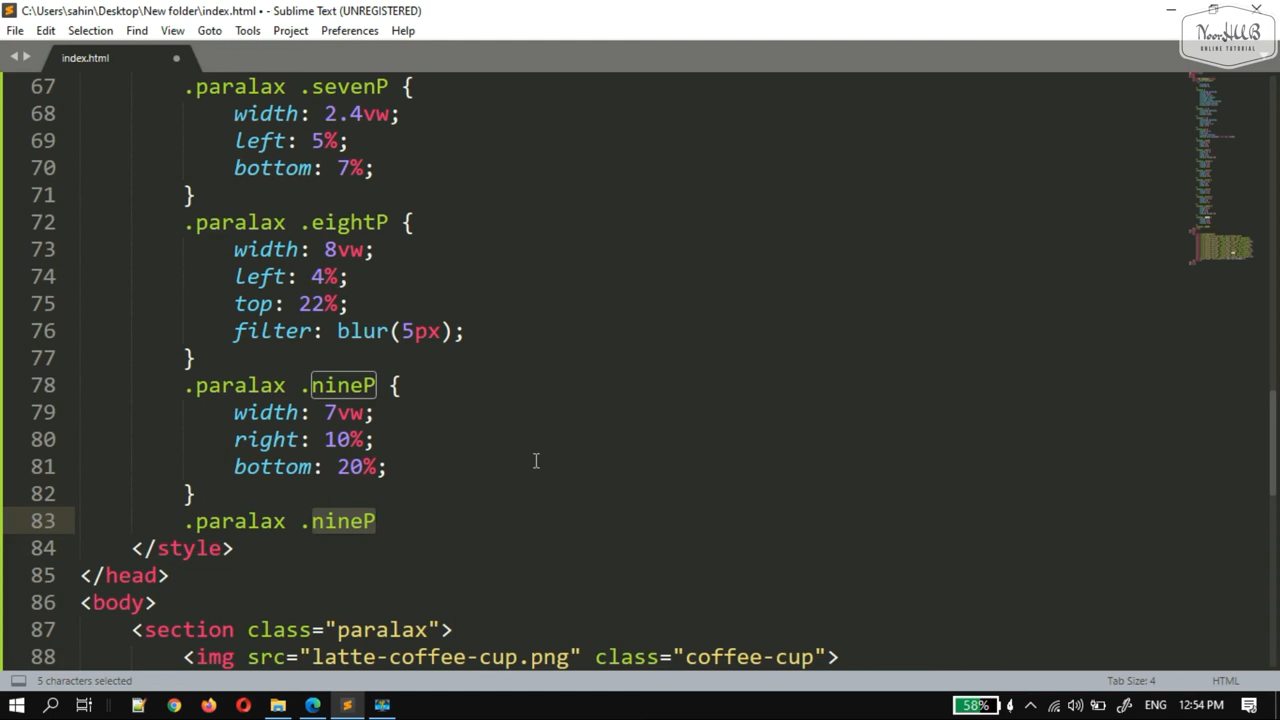 C:\Users\sahin\Desktop\New folder\index.html • - Sublime Text (UNREGISTERED)
File Edit Selection Find View Goto Tools Project Preferences Help
NoorHUB
ONLINE TUTORIAL
index.html
67 .paralax .sevenP {
68 width: 2.4vw;
69 left: 5%;
70 bottom: 7%;
71 }
72 .paralax .eightP {
73 width: 8vw;
74 left: 4%;
75 top: 22%;
76 filter: blur(5px);
77 }
78 .paralax .nineP {
79 width: 7vw;
80 right: 10%;
81 bottom: 20%;
82 }
83 .paralax .nineP
84 </style>
85 </head>
86 <body>
87 <section class="paralax">
88 <img src="latte-coffee-cup.png" class="coffee-cup">
5 characters selected Tab Size: 4 HTML
58% ENG 12:54 PM